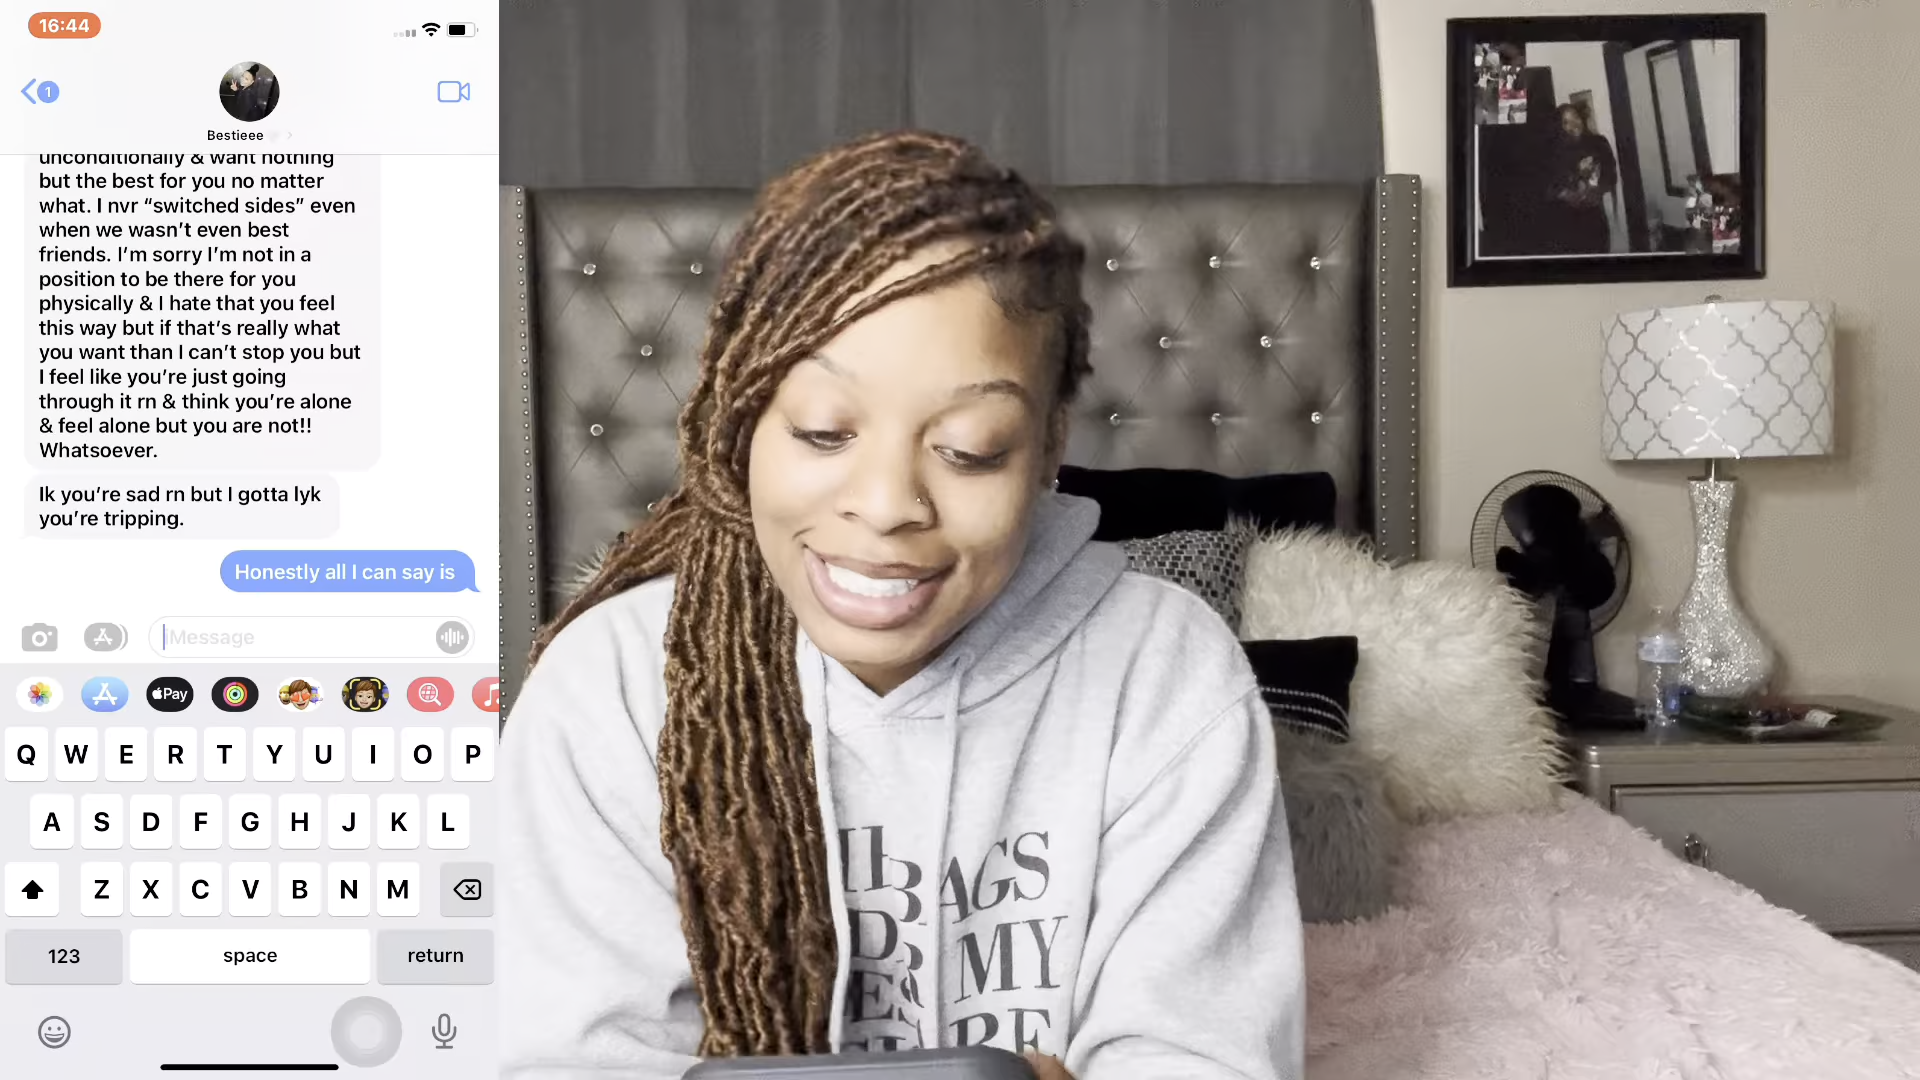 16:44
1
Bestieee
unconditionally & want nothing
but the best for you no matter
what. I nvr “switched sides” even
when we wasn’t even best
friends. I’m sorry I’m not in a
position to be there for you
physically & I hate that you feel
this way but if that’s really what
you want than I can’t stop you but
I feel like you’re just going
through it rn & think you’re alone
& feel alone but you are not!!
Whatsoever.
Ik you’re sad rn but I gotta lyk
you’re tripping.
Honestly all I can say is
iMessage
Pay
Q W E R T Y U I O P
A S D F G H J K L
Z X C V B N M
123 space return
BAGS
MY